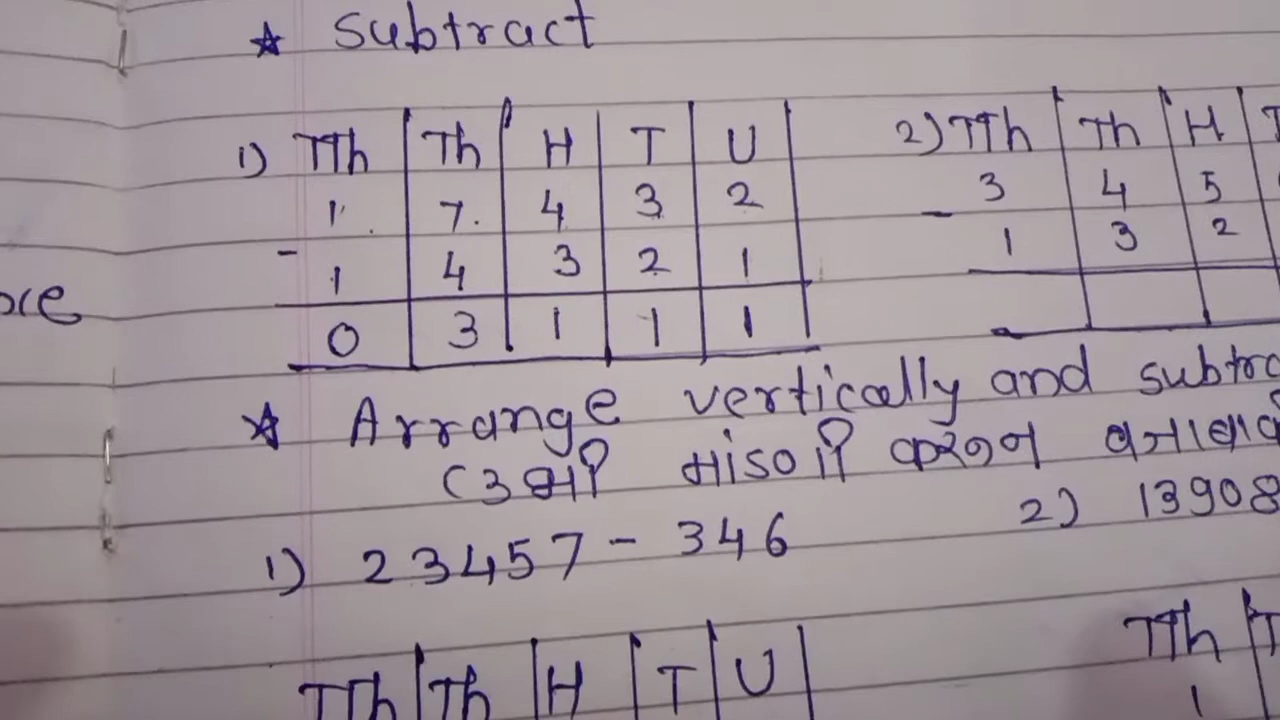 ☆ Subtract
1) TTh Th H T U 2) TTh Th H T
1 7 4 3 2 3 4 5
- 1 4 3 2 1 - 1 3 2
0 3 1 1 1
☆ Arrange vertically and subtra
(उभी
1) 23457 - 346 2) 13908
TTh Th H T U TTh T
1